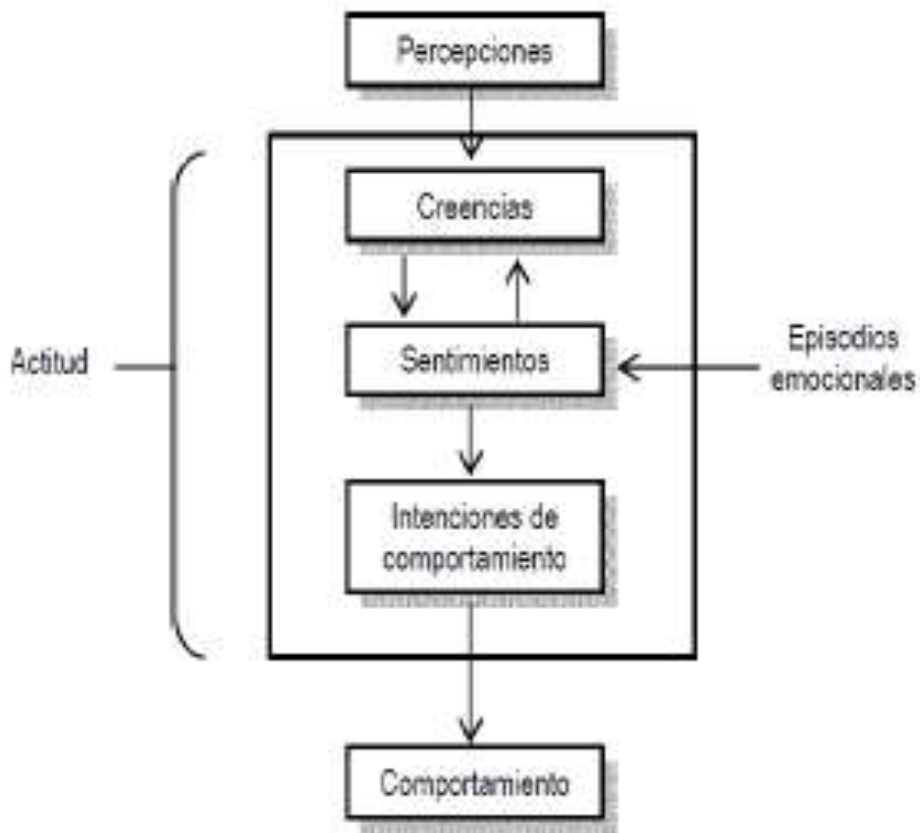 Percepciones
Creencias
Actitud
Sentimientos
Episodios
emocionales
Intenciones de
comportamiento
Comportamiento